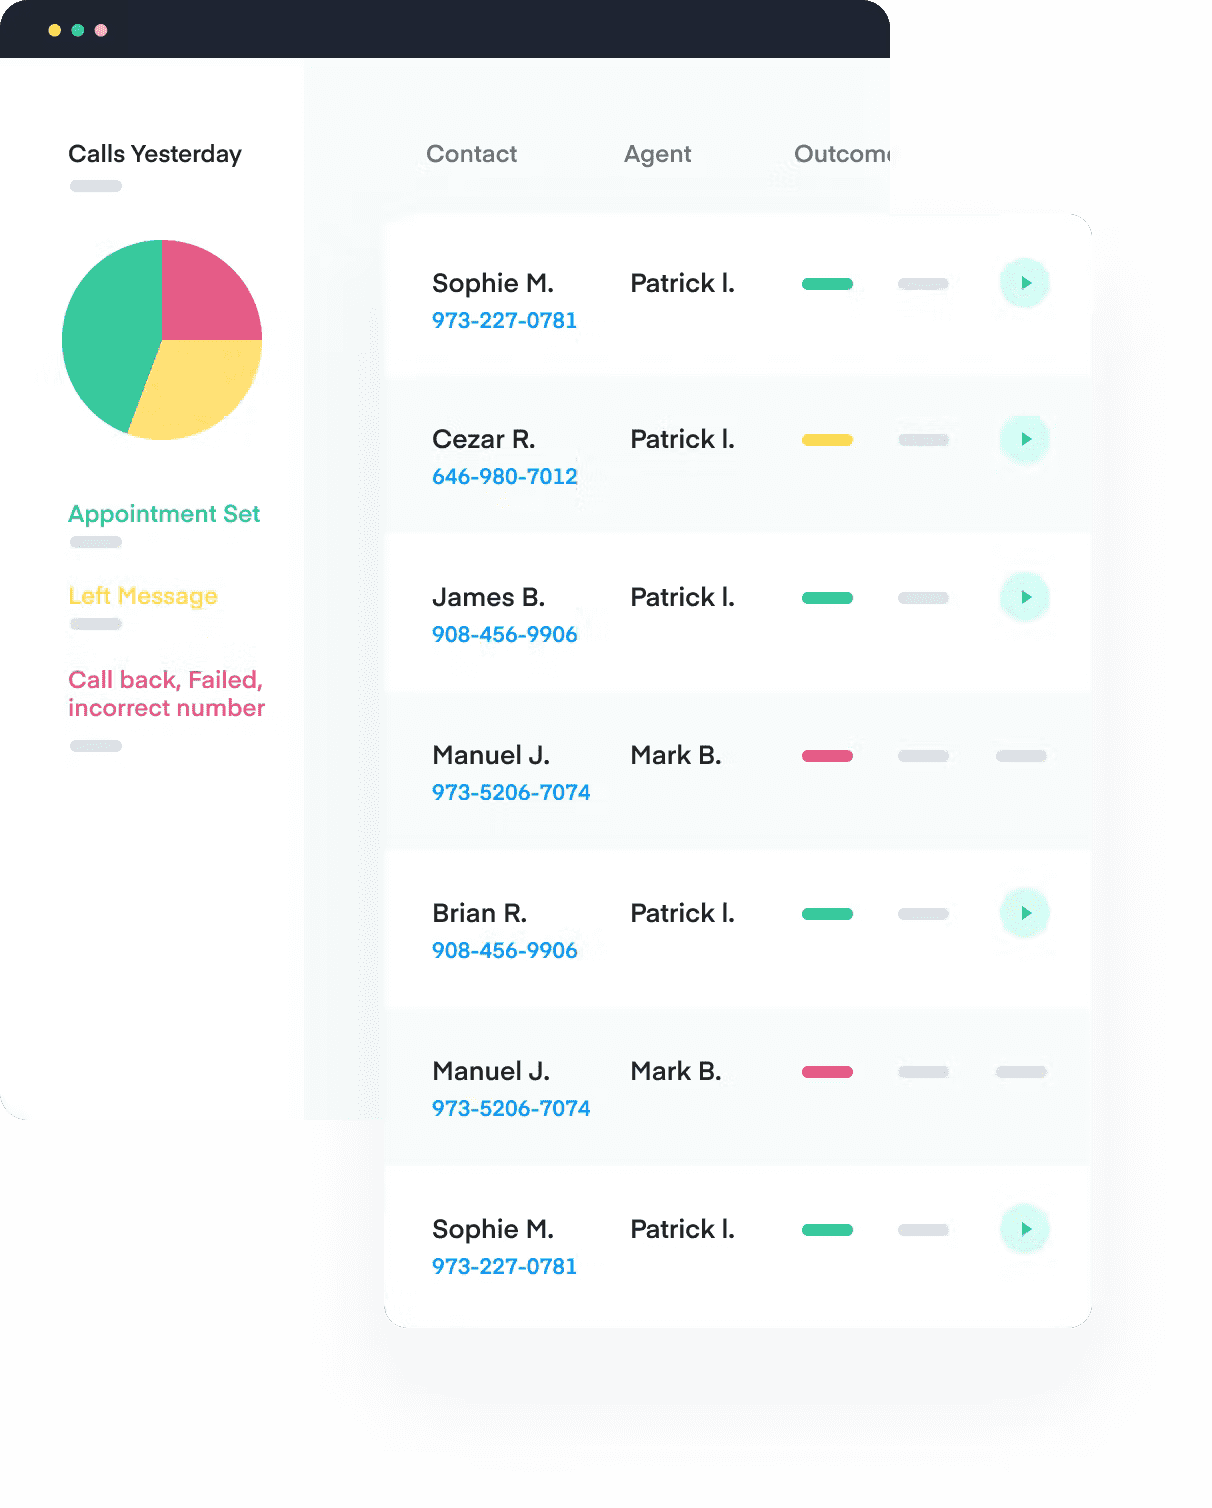 Calls Yesterday
Contact Agent Outcome
Appointment Set
Left Message
Call back, Failed,
incorrect number
Sophie M. Patrick l.
973-227-0781
Cezar R. Patrick l.
646-980-7012
James B. Patrick l.
908-456-9906
Manuel J. Mark B.
973-5206-7074
Brian R. Patrick l.
908-456-9906
Manuel J. Mark B.
973-5206-7074
Sophie M. Patrick l.
973-227-0781